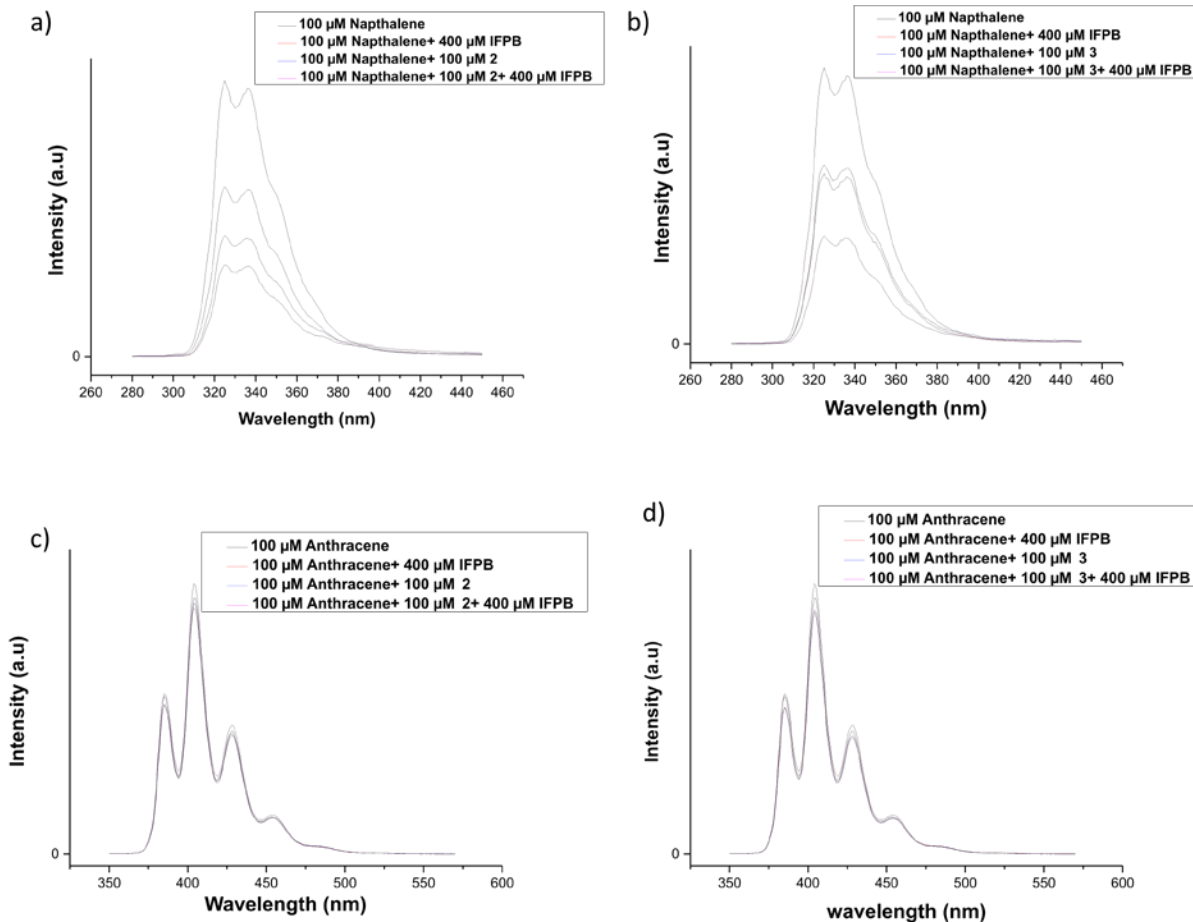 a)
100 µM Napthalene
100 µM Napthalene+ 400 µM IFPB
100 µM Napthalene+ 100 µM 2
100 µM Napthalene+ 100 µM 2+ 400 µM IFPB
Intensity (a.u)
0
260 280 300 320 340 360 380 400 420 440 460
Wavelength (nm)
b)
100 µM Napthalene
100 µM Napthalene+ 400 µM IFPB
100 µM Napthalene+ 100 µM 3
100 µM Napthalene+ 100 µM 3+ 400 µM IFPB
Intensity (a.u)
0
260 280 300 320 340 360 380 400 420 440 460
Wavelength (nm)
c)
100 µM Anthracene
100 µM Anthracene+ 400 µM IFPB
100 µM Anthracene+ 100 µM 2
100 µM Anthracene+ 100 µM 2+ 400 µM IFPB
Intensity (a.u)
0
350 400 450 500 550 600
Wavelength (nm)
d)
100 µM Anthracene
100 µM Anthracene+ 400 µM IFPB
100 µM Anthracene+ 100 µM 3
100 µM Anthracene+ 100 µM 3+ 400 µM IFPB
Intensity (a.u)
0
350 400 450 500 550 600
wavelength (nm)